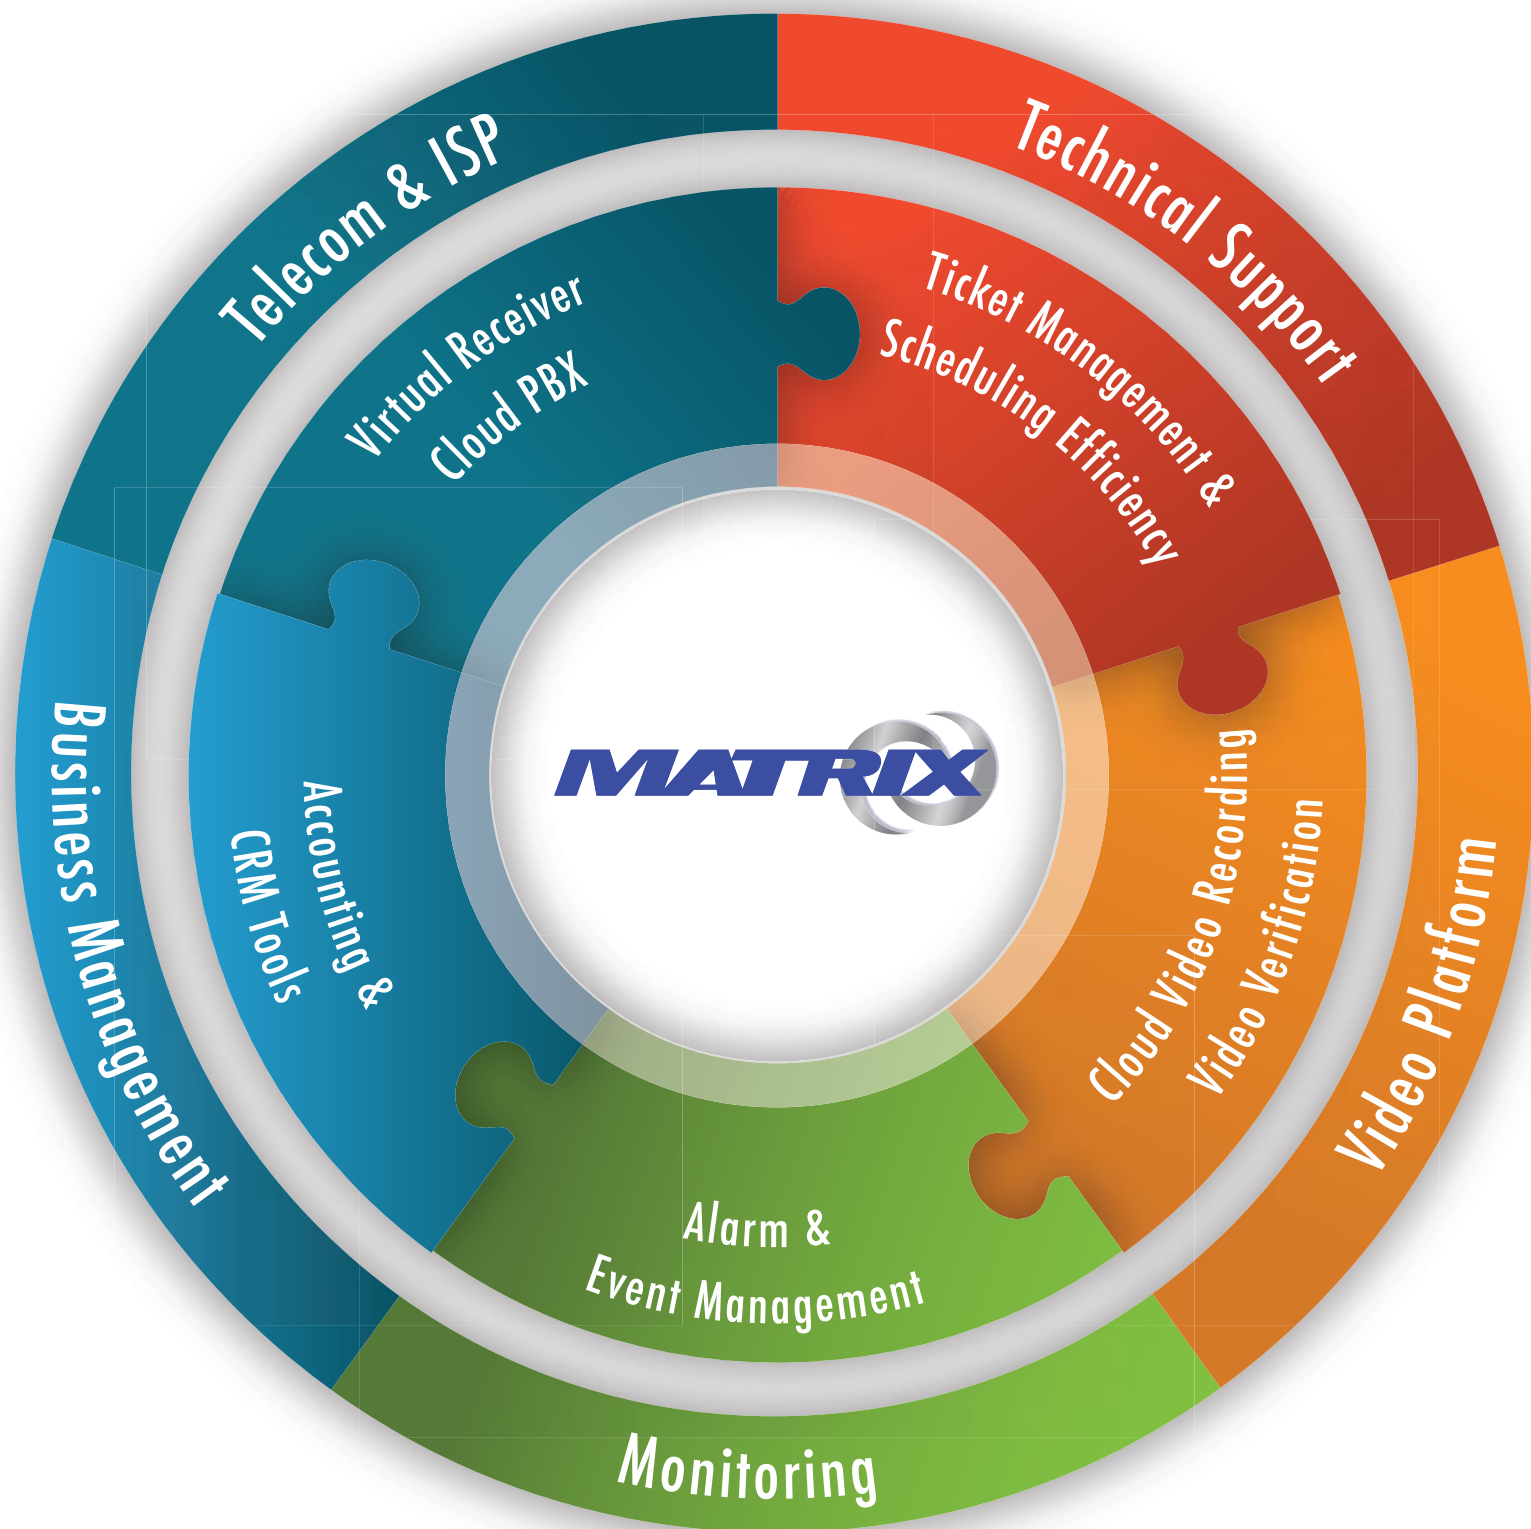 Telecom & ISP
Virtual Receiver
Cloud PBX
Technical Support
Ticket Management &
Scheduling Efficiency
Video Platform
Cloud Video Recording
Video Verification
Monitoring
Alarm &
Event Management
Business Management
Accounting &
CRM Tools
MATRIX